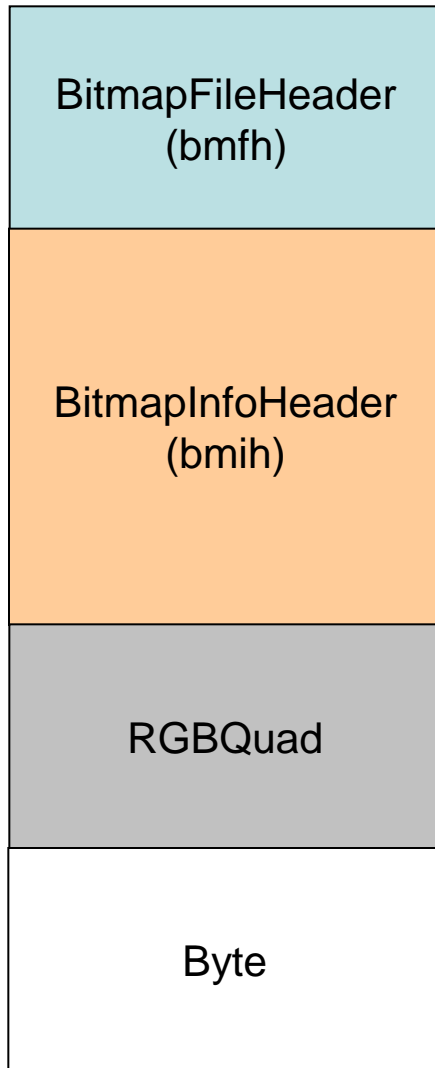 BitmapFileHeader
(bmfh)
BitmapInfoHeader
(bmih)
RGBQuad
Byte